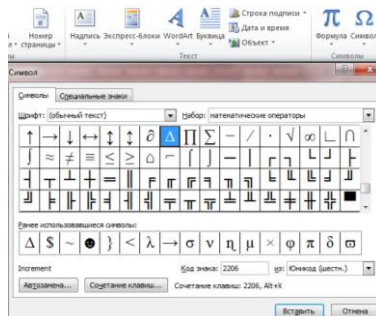 Номер страницы
Надпись Экспресс-блоки WordArt Буквица
Строка подписи
Дата и время
Объект
Формула Символ
Текст
Символы
Символ
Символы Специальные знаки
Шрифт: (обычный текст) Набор: математические операторы
↑ → ↓ ↔ ↕ ↨ ∂ ∆ ∏ ∑ − ∕ ∙ √ ∞ ∟ ∩
∫ ≈ ≠ ≡ ≤ ≥ ⌂ ⌐ ⌠ ⌡ ─ │ ┌ ┐ └ ┘ ├
Ранее использовавшиеся символы:
∆ $ ~ ☻ } < λ → σ ν η μ × φ π δ ϖ
Increment
Код знака: 2206 из: Юникод (шестн.)
Автозамена... Сочетание клавиш... Сочетание клавиш: 2206, Alt+X
Вставить Отмена